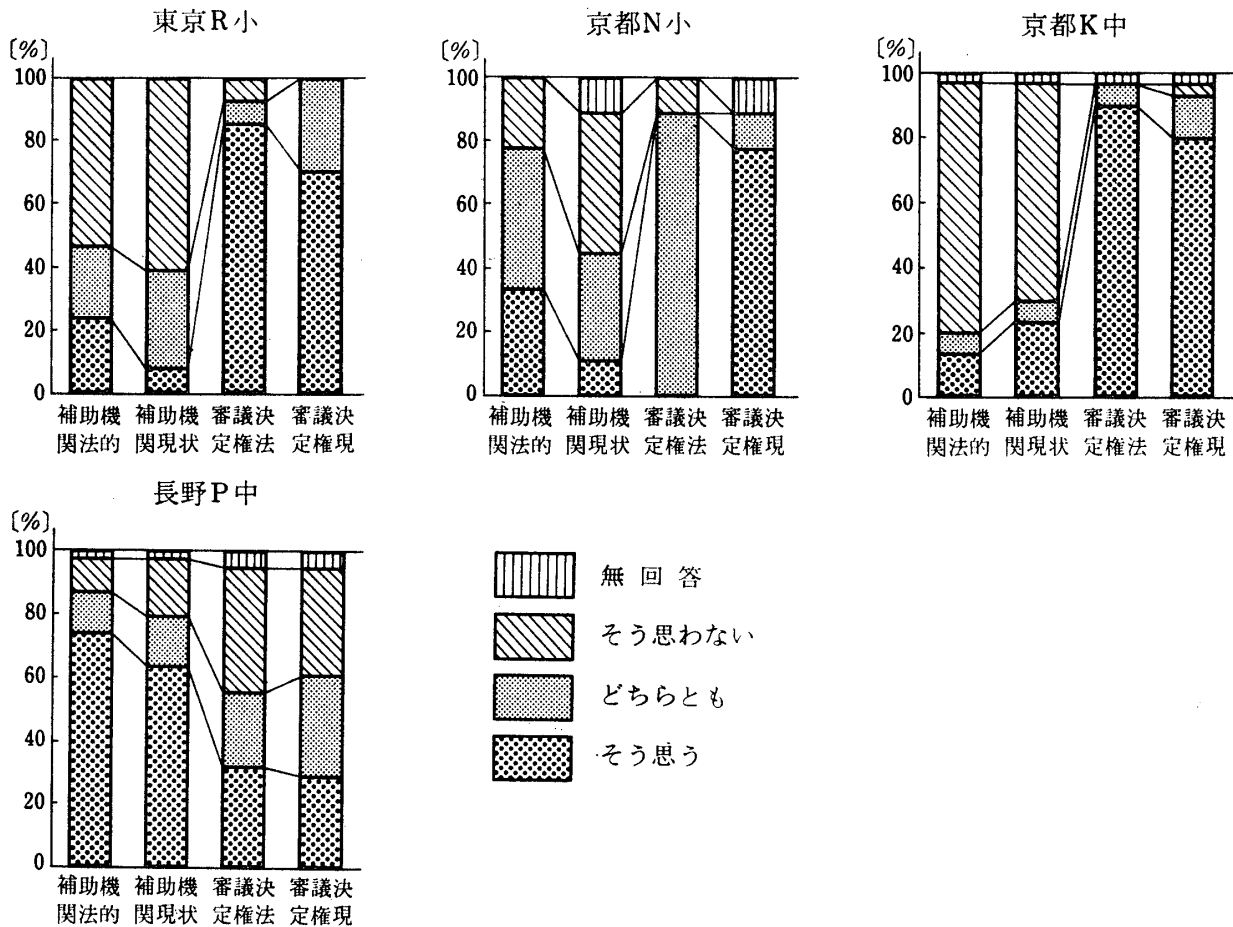 東京R小
〔%〕
100
80
60
40
20
0
補助機 補助機 審議決 審議決
関法的 関現状 定権法 定権現
京都N小
〔%〕
100
80
60
40
20
0
補助機 補助機 審議決 審議決
関法的 関現状 定権法 定権現
京都K中
〔%〕
100
80
60
40
20
0
補助機 補助機 審議決 審議決
関法的 関現状 定権法 定権現
長野P中
〔%〕
100
80
60
40
20
0
補助機 補助機 審議決 審議決
関法的 関現状 定権法 定権現
無回答
そう思わない
どちらとも
そう思う